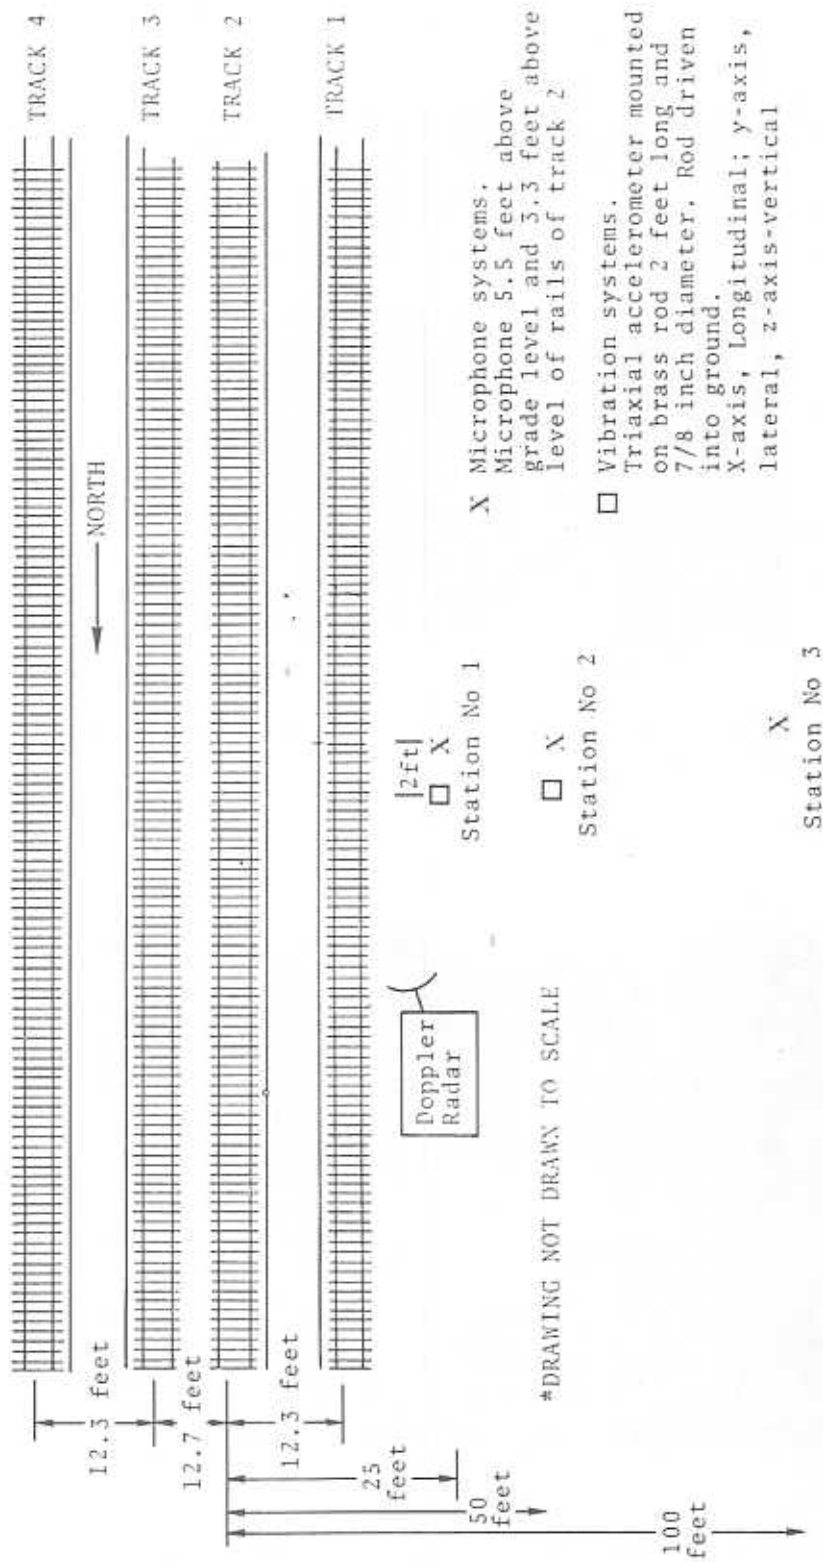 TRACK 4
TRACK 3
TRACK 2
TRACK 1
NORTH
12.3 feet
12.7 feet
12.3 feet
25
feet
50
feet
100
feet
Doppler
Radar
|2ft|
□ X
Station No 1
□ X
Station No 2
X
Station No 3
X Microphone systems.
Microphone 5.5 feet above
grade level and 3.3 feet above
level of rails of track 2
□ Vibration systems.
Triaxial accelerometer mounted
on brass rod 2 feet long and
7/8 inch diameter. Rod driven
into ground.
X-axis, Longitudinal; y-axis,
lateral, z-axis-vertical
*DRAWING NOT DRAWN TO SCALE